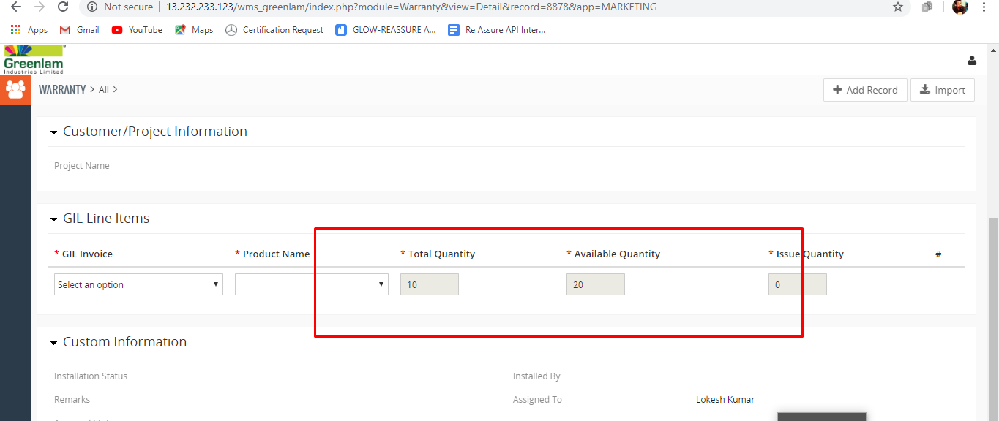 Not secure 13.232.233.123/wms_greenlam/index.php?module=Warranty&view=Detail&record=8878&app=MARKETING
Apps Gmail YouTube Maps Certification Request GLOW-REASSURE A... Re Assure API Inter...
Greenlam
Industries Limited
WARRANTY > All >
Add Record Import
Customer/Project Information
Project Name
GIL Line Items
* GIL Invoice * Product Name * Total Quantity * Available Quantity * Issue Quantity #
Select an option 10 20 0
Custom Information
Installation Status Installed By
Remarks Assigned To Lokesh Kumar